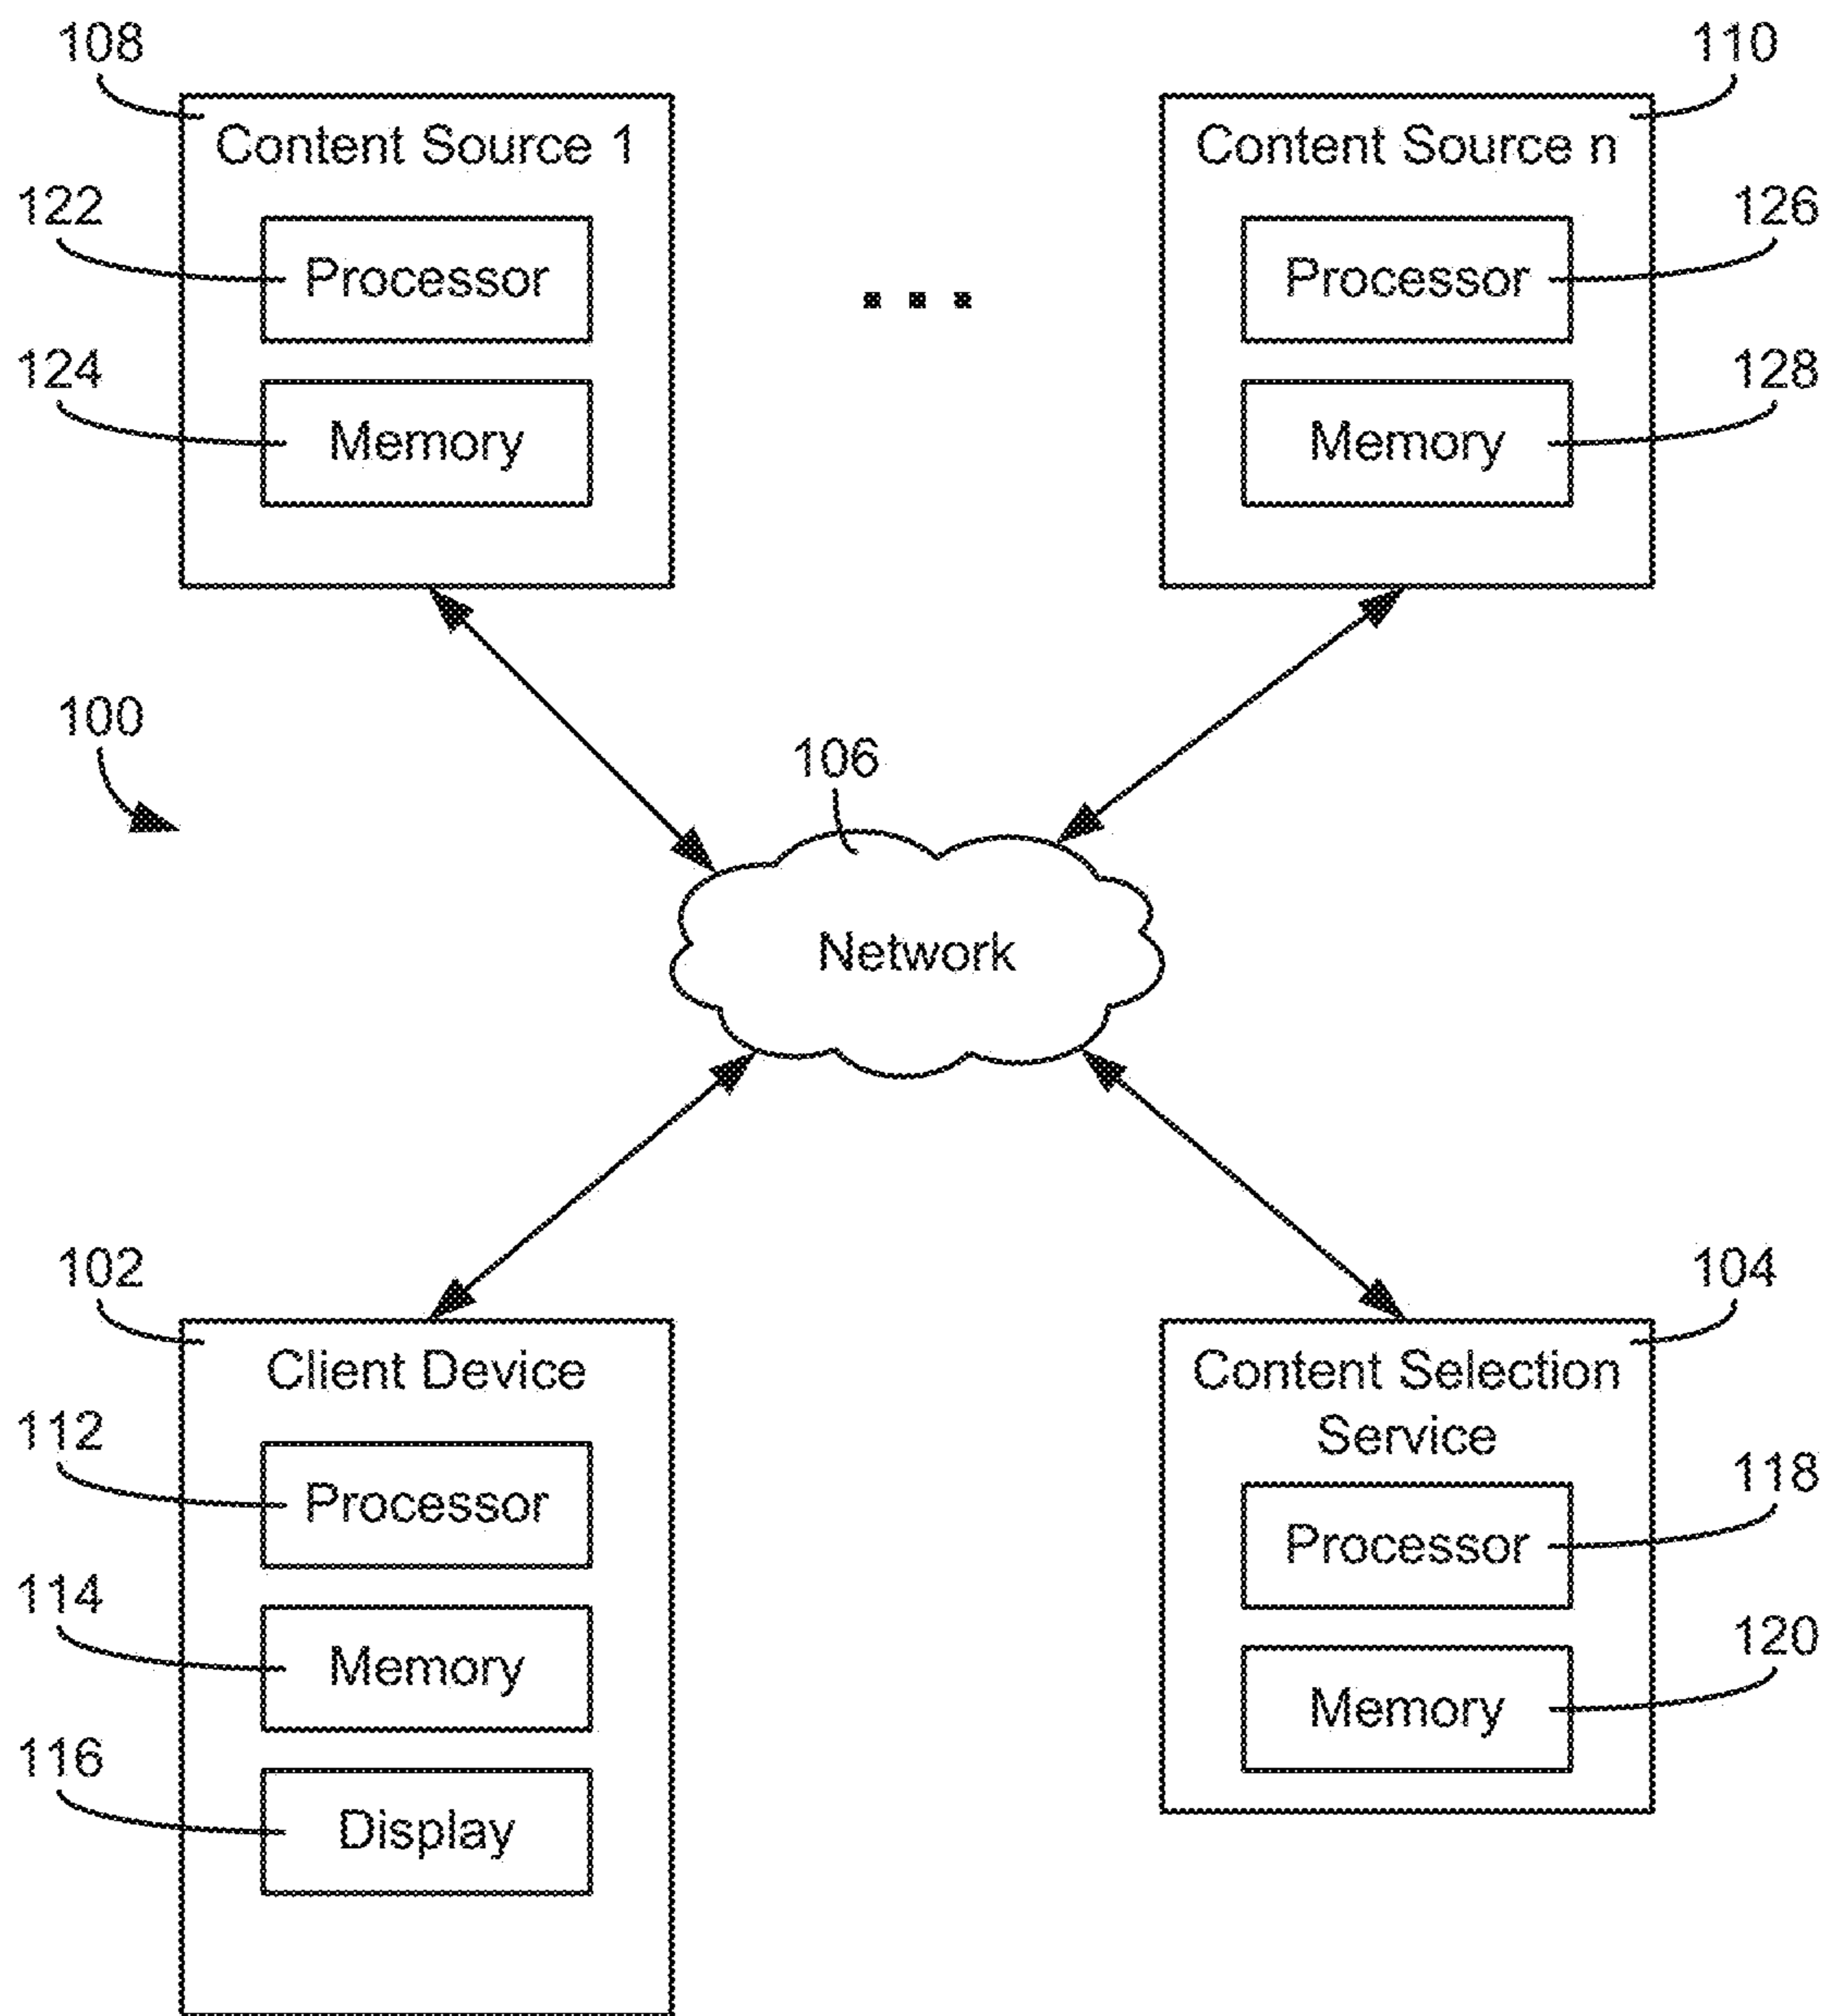 108
110
Content Source 1
Content Source n
122
Processor
Processor
126
...
124
Memory
Memory
128
100
106
Network
102
104
Client Device
Content Selection
Service
112
Processor
118
Processor
114
Memory
120
Memory
116
Display